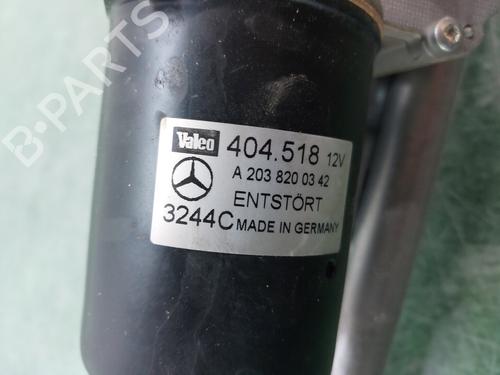 B-PARTS
Valeo 404.518 12V
A 203 820 03 42
ENTSTÖRT
3244C MADE IN GERMANY